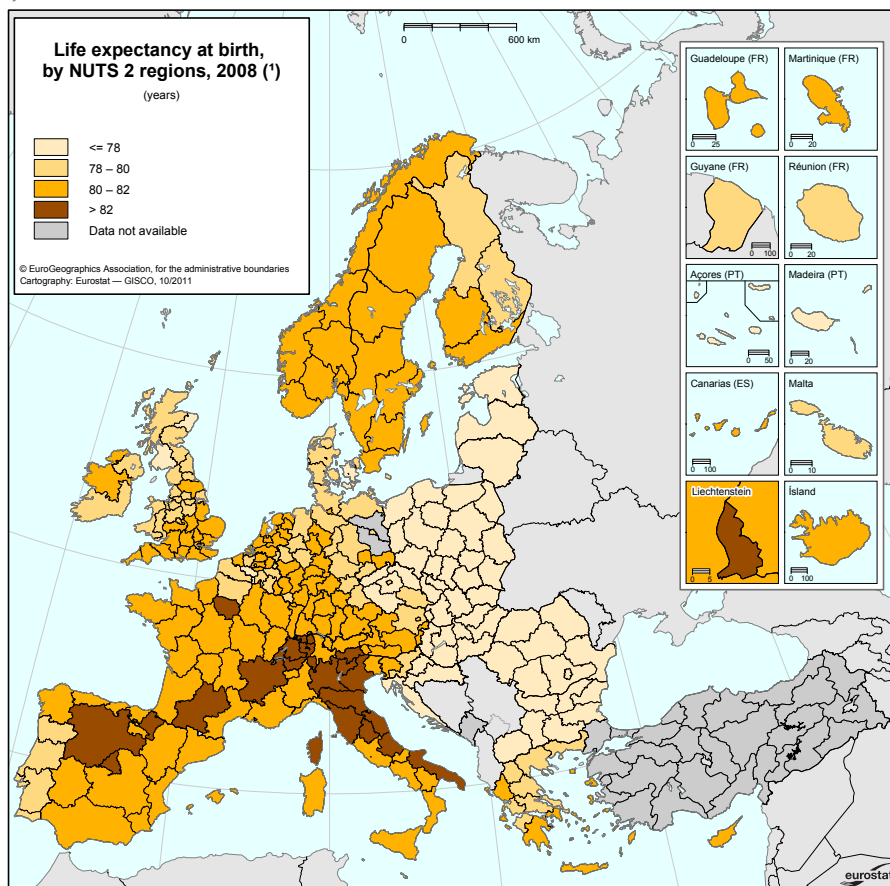 Life expectancy at birth,
by NUTS 2 regions, 2008 (¹)
(years)
<= 78
78 – 80
80 – 82
> 82
Data not available
© EuroGeographics Association, for the administrative boundaries
Cartography: Eurostat — GISCO, 10/2011
0 600 km
Guadeloupe (FR)
0 25
Martinique (FR)
0 20
Guyane (FR)
0 100
Réunion (FR)
0 20
Açores (PT)
0 50
Madeira (PT)
0 20
Canarias (ES)
0 100
Malta
0 10
Liechtenstein
0 5
Ísland
0 100
eurostat